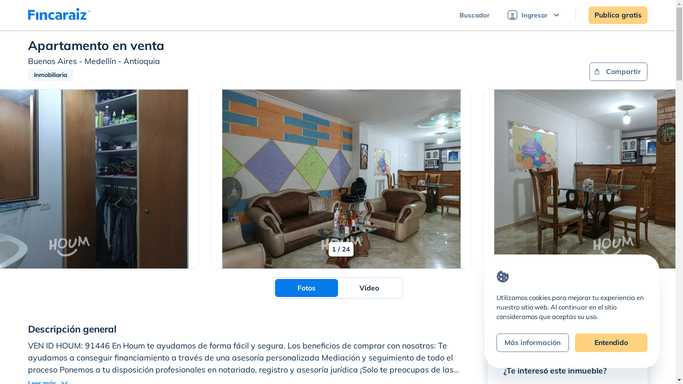 Fincaraiz
Buscador
Ingresar
Publica gratis
Apartamento en venta
Buenos Aires - Medellín - Antioquia
Inmobiliaria
Compartir
HOUM
HOUM
HOUM
1 / 24
Fotos
Video
Descripción general
VEN ID HOUM: 91446 En Houm te ayudamos de forma fácil y segura. Los beneficios de comprar con nosotros: Te
ayudamos a conseguir financiamiento a través de una asesoría personalizada Mediación y seguimiento de todo el
proceso Ponemos a tu disposición profesionales en notariado, registro y asesoría jurídica ¡Solo te preocupas de las...
Leer más
Utilizamos cookies para mejorar tu experiencia en
nuestro sitio web. Al continuar en el sitio
consideramos que aceptas su uso.
Más información
Entendido
¿Te interesó este inmueble?